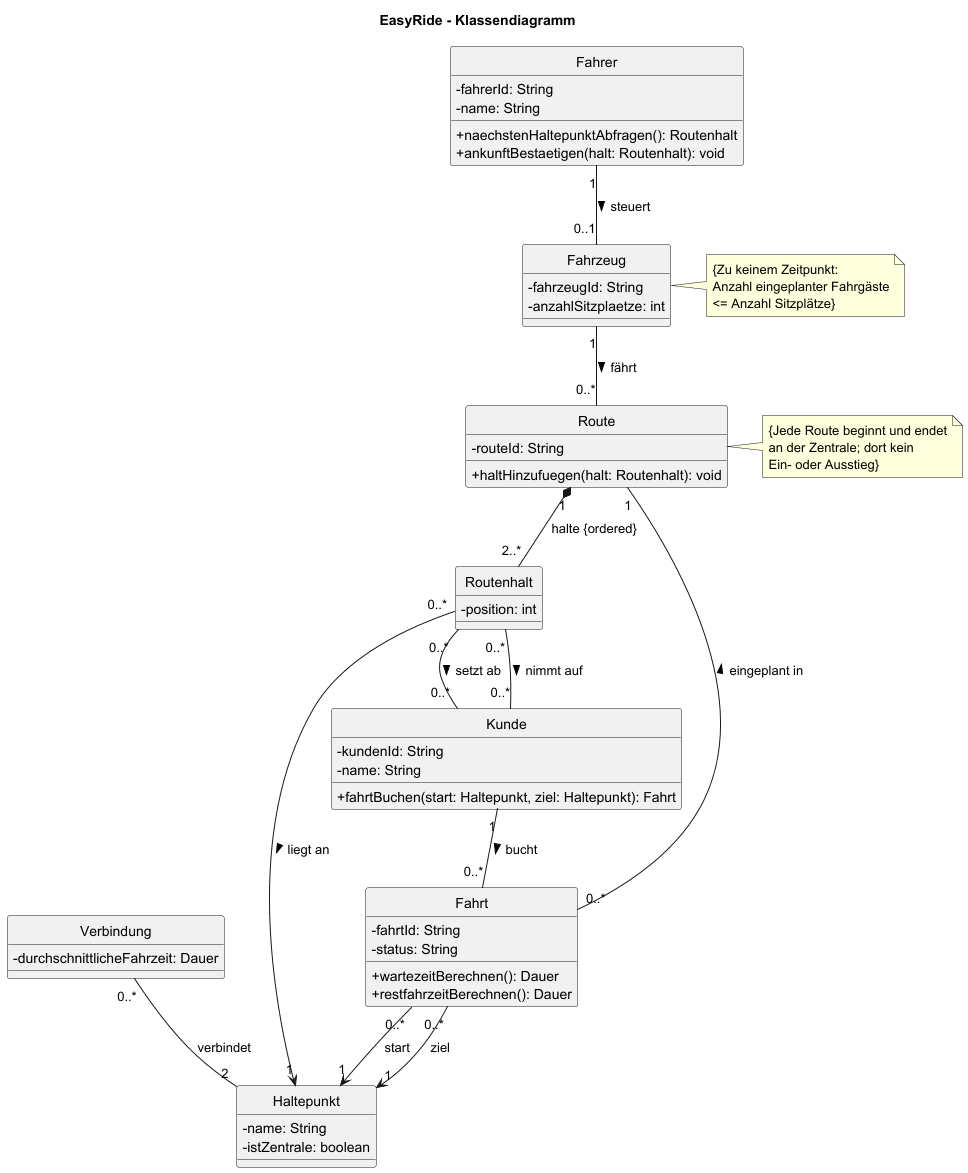 EasyRide - Klassendiagramm
Fahrer
-fahrerId: String
-name: String
+naechstenHaltepunktAbfragen(): Routenhalt
+ankunftBestaetigen(halt: Routenhalt): void
1
steuert
0..1
Fahrzeug
-fahrzeugId: String
-anzahlSitzplaetze: int
{Zu keinem Zeitpunkt:
Anzahl eingeplanter Fahrgäste
<= Anzahl Sitzplätze}
1
fährt
0..*
Route
-routeId: String
+haltHinzufuegen(halt: Routenhalt): void
{Jede Route beginnt und endet
an der Zentrale; dort kein
Ein- oder Ausstieg}
1
1
halte {ordered}
2..*
Routenhalt
-position: int
0..*
0..*
0..*
setzt ab
nimmt auf
eingeplant in
0..*
0..*
Kunde
-kundenId: String
-name: String
+fahrtBuchen(start: Haltepunkt, ziel: Haltepunkt): Fahrt
1
liegt an
bucht
0..*
0..*
Fahrt
-fahrtId: String
-status: String
+wartezeitBerechnen(): Dauer
+restfahrzeitBerechnen(): Dauer
Verbindung
-durchschnittlicheFahrzeit: Dauer
0..*
0..*
0..*
verbindet
start
ziel
2
1
1
1
Haltepunkt
-name: String
-istZentrale: boolean